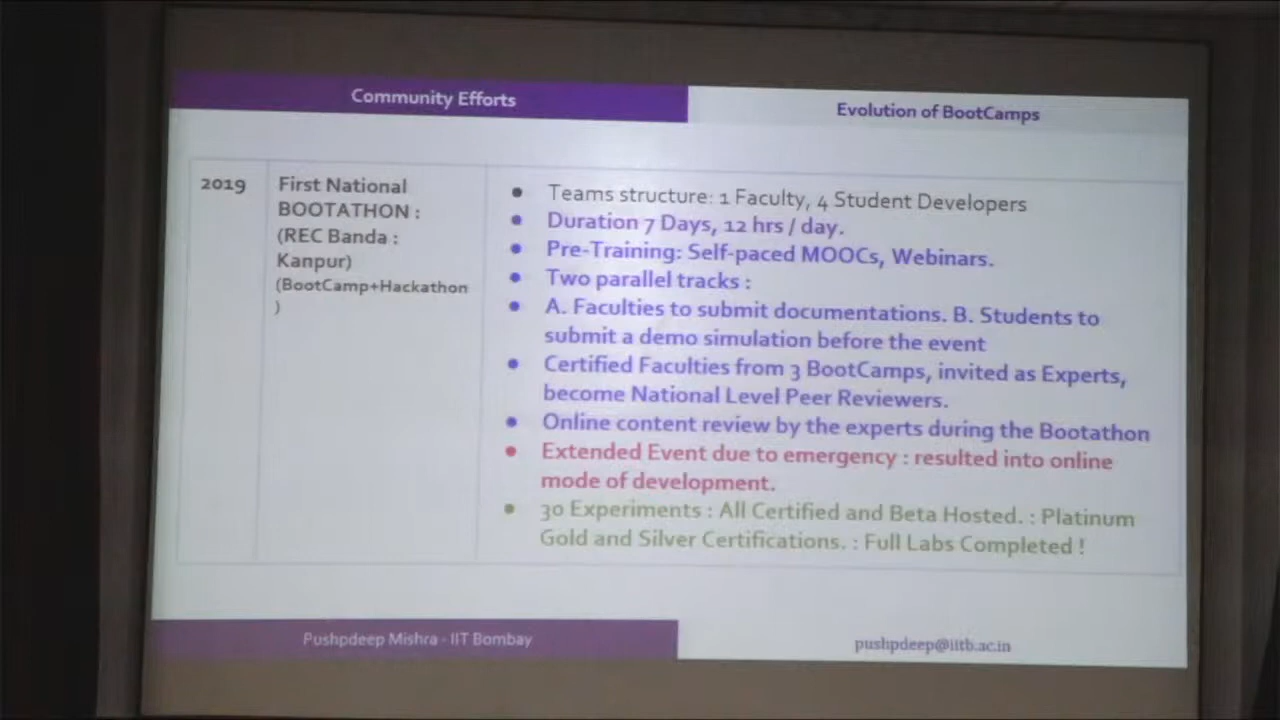 Community Efforts
Evolution of BootCamps
2019
First National
BOOTATHON :
(REC Banda :
Kanpur)
(BootCamp+Hackathon
)
• Teams structure: 1 Faculty, 4 Student Developers
• Duration 7 Days, 12 hrs / day.
• Pre-Training: Self-paced MOOCs, Webinars.
• Two parallel tracks :
• A. Faculties to submit documentations. B. Students to
submit a demo simulation before the event
• Certified Faculties from 3 BootCamps, invited as Experts,
become National Level Peer Reviewers.
• Online content review by the experts during the Bootathon
• Extended Event due to emergency : resulted into online
mode of development.
• 30 Experiments : All Certified and Beta Hosted. : Platinum
Gold and Silver Certifications. : Full Labs Completed !
Pushpdeep Mishra - IIT Bombay
pushpdeep@iitb.ac.in